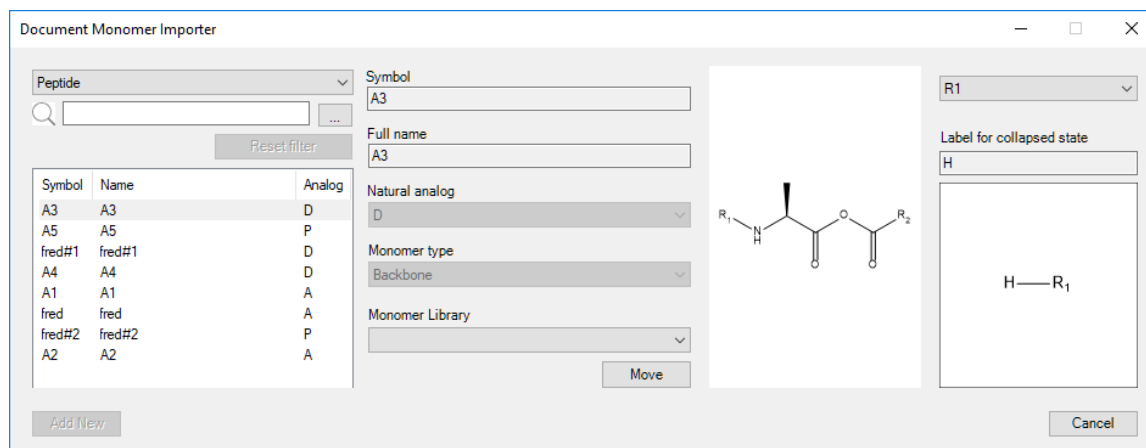 Document Monomer Importer
Peptide
...
Reset filter
Symbol Name Analog
A3 A3 D
A5 A5 P
fred#1 fred#1 D
A4 A4 D
A1 A1 A
fred fred A
fred#2 fred#2 P
A2 A2 A
Add New
Symbol
A3
Full name
A3
Natural analog
D
Monomer type
Backbone
Monomer Library
Move
R1 N H O O O R2
R1
Label for collapsed state
H
H R1
Cancel